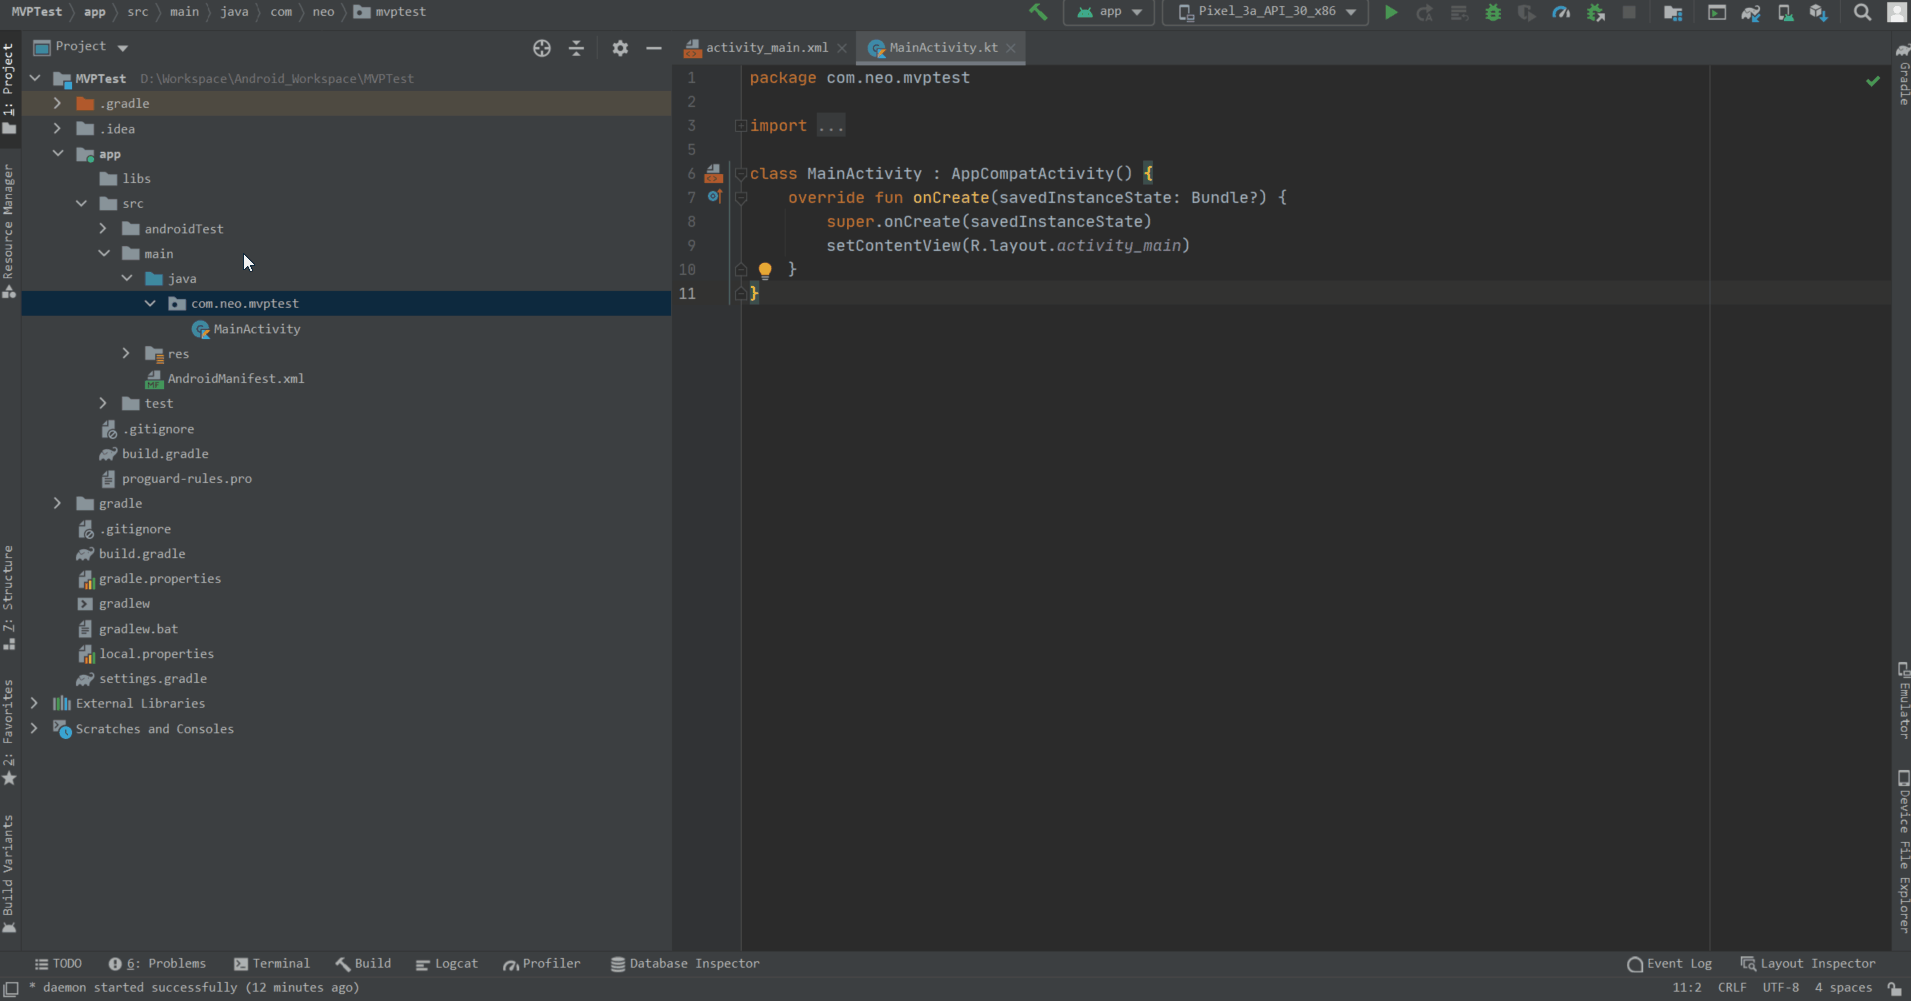 MVPTest app src main java com neo mvptest
app
Pixel_3a_API_30_x86
1: Project
Resource Manager
Z: Structure
2: Favorites
Build Variants
Project
MVPTest D:\Workspace\Android_Workspace\MVPTest
.gradle
.idea
app
libs
src
androidTest
main
java
com.neo.mvptest
MainActivity
res
AndroidManifest.xml
test
.gitignore
build.gradle
proguard-rules.pro
gradle
.gitignore
build.gradle
gradle.properties
gradlew
gradlew.bat
local.properties
settings.gradle
External Libraries
Scratches and Consoles
activity_main.xml MainActivity.kt
1 package com.neo.mvptest
2
3 import ...
5
6 class MainActivity : AppCompatActivity() {
7 override fun onCreate(savedInstanceState: Bundle?) {
8 super.onCreate(savedInstanceState)
9 setContentView(R.layout.activity_main)
10 }
11 }
Gradle
Emulator
Device File Explorer
TODO 6: Problems Terminal Build Logcat Profiler Database Inspector Event Log Layout Inspector
* daemon started successfully (12 minutes ago) 11:2 CRLF UTF-8 4 spaces